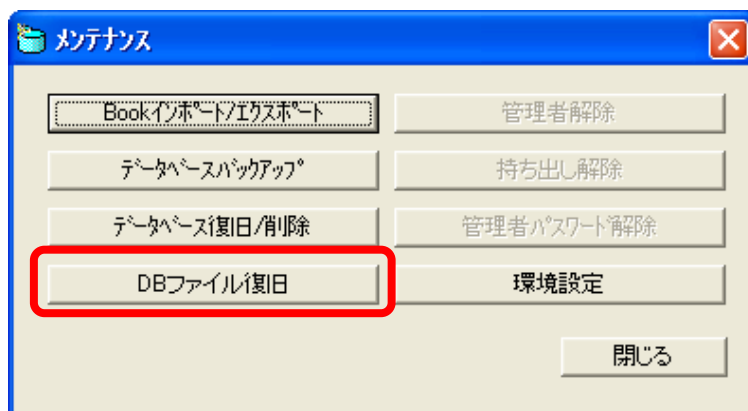 メンテナンス
Bookｲﾝﾎﾟｰﾄ/ｴｸｽﾎﾟｰﾄ
管理者解除
ﾃﾞｰﾀﾍﾞｰｽﾊﾞｯｸｱｯﾌﾟ
持ち出し解除
ﾃﾞｰﾀﾍﾞｰｽ復旧/削除
管理者ﾊﾟｽﾜｰﾄﾞ解除
DBファイル復旧
環境設定
閉じる